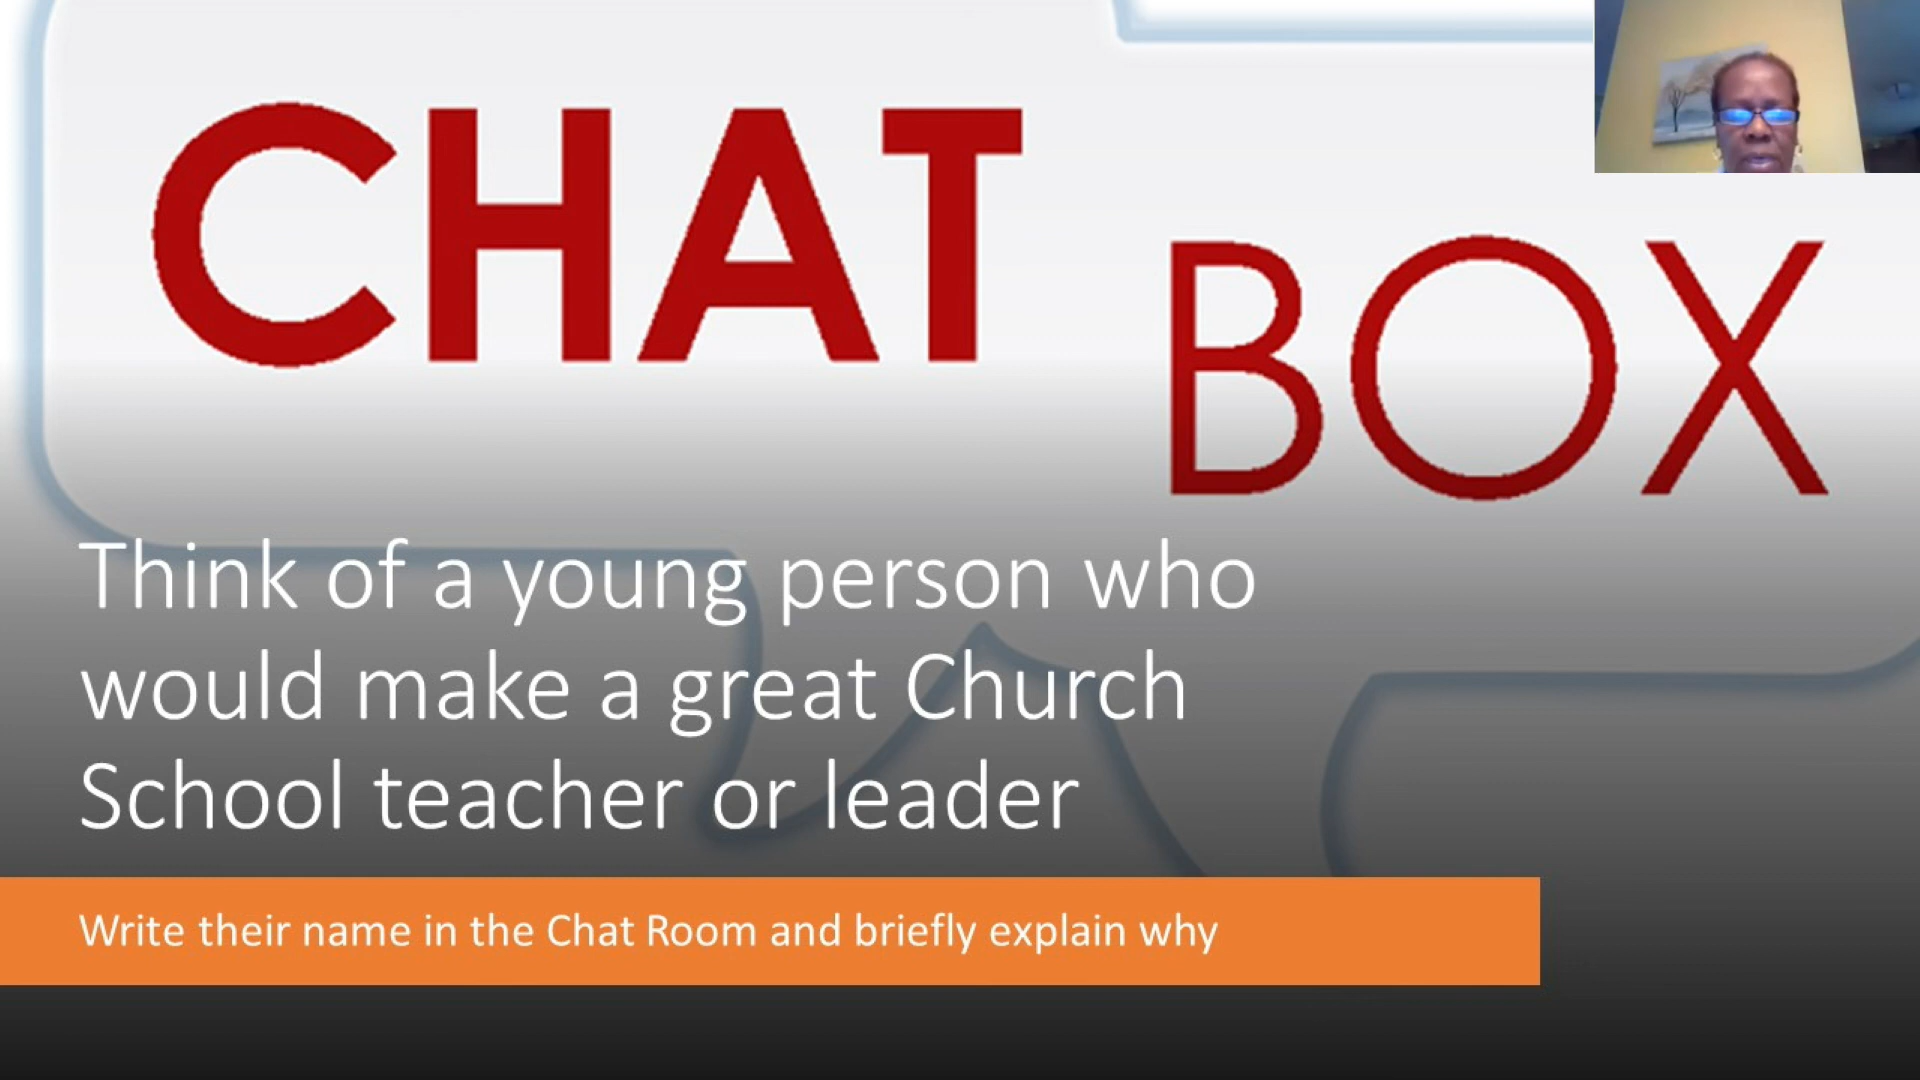 CHAT
BOX
Think of a young person who
would make a great Church
School teacher or leader
Write their name in the Chat Room and briefly explain why